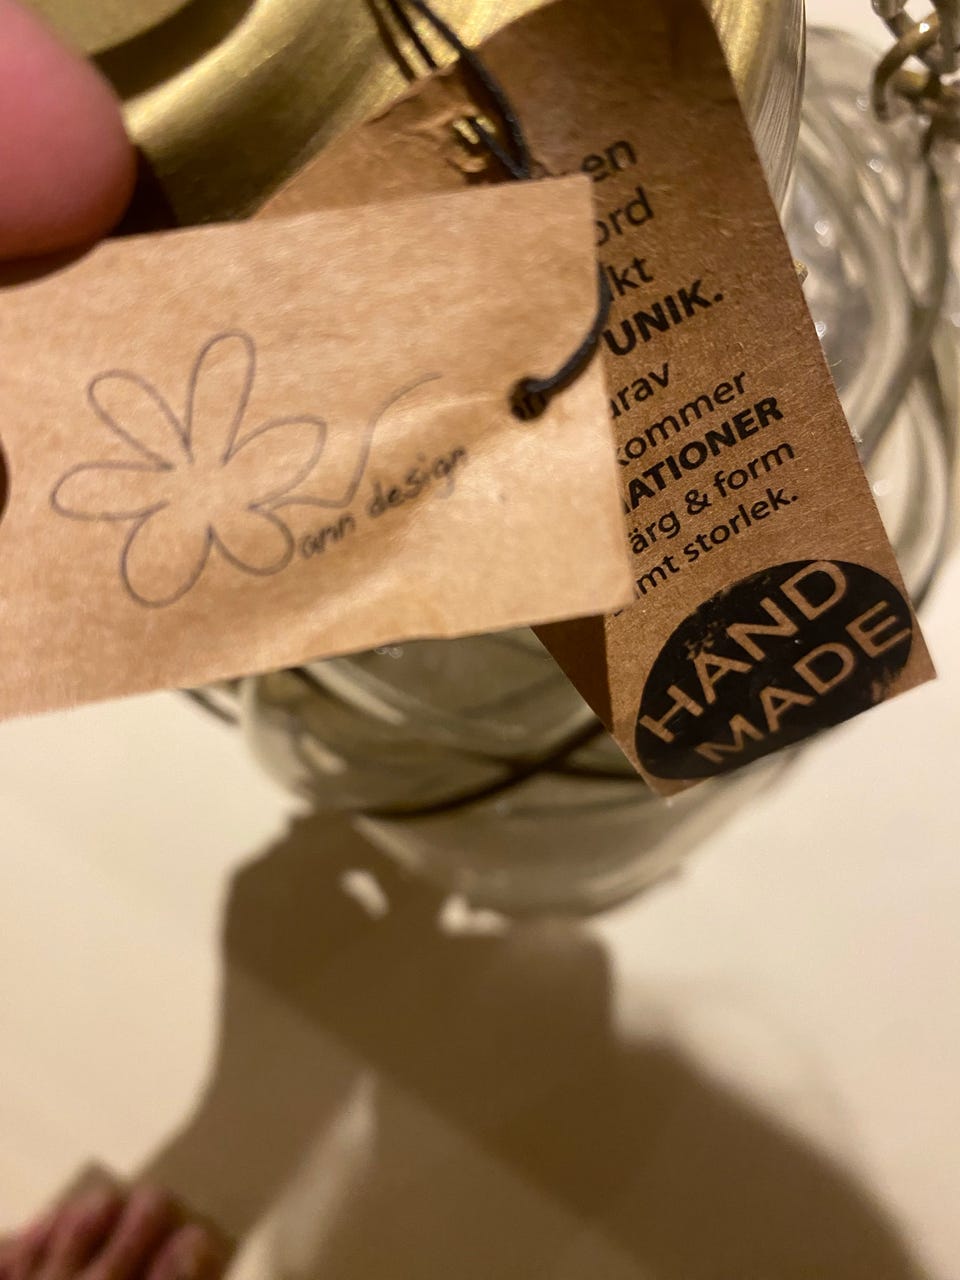 ann design
en
ord
kt
UNIK.
arav
kommer
ATIONER
ärg & form
mt storlek.
HAND
MADE